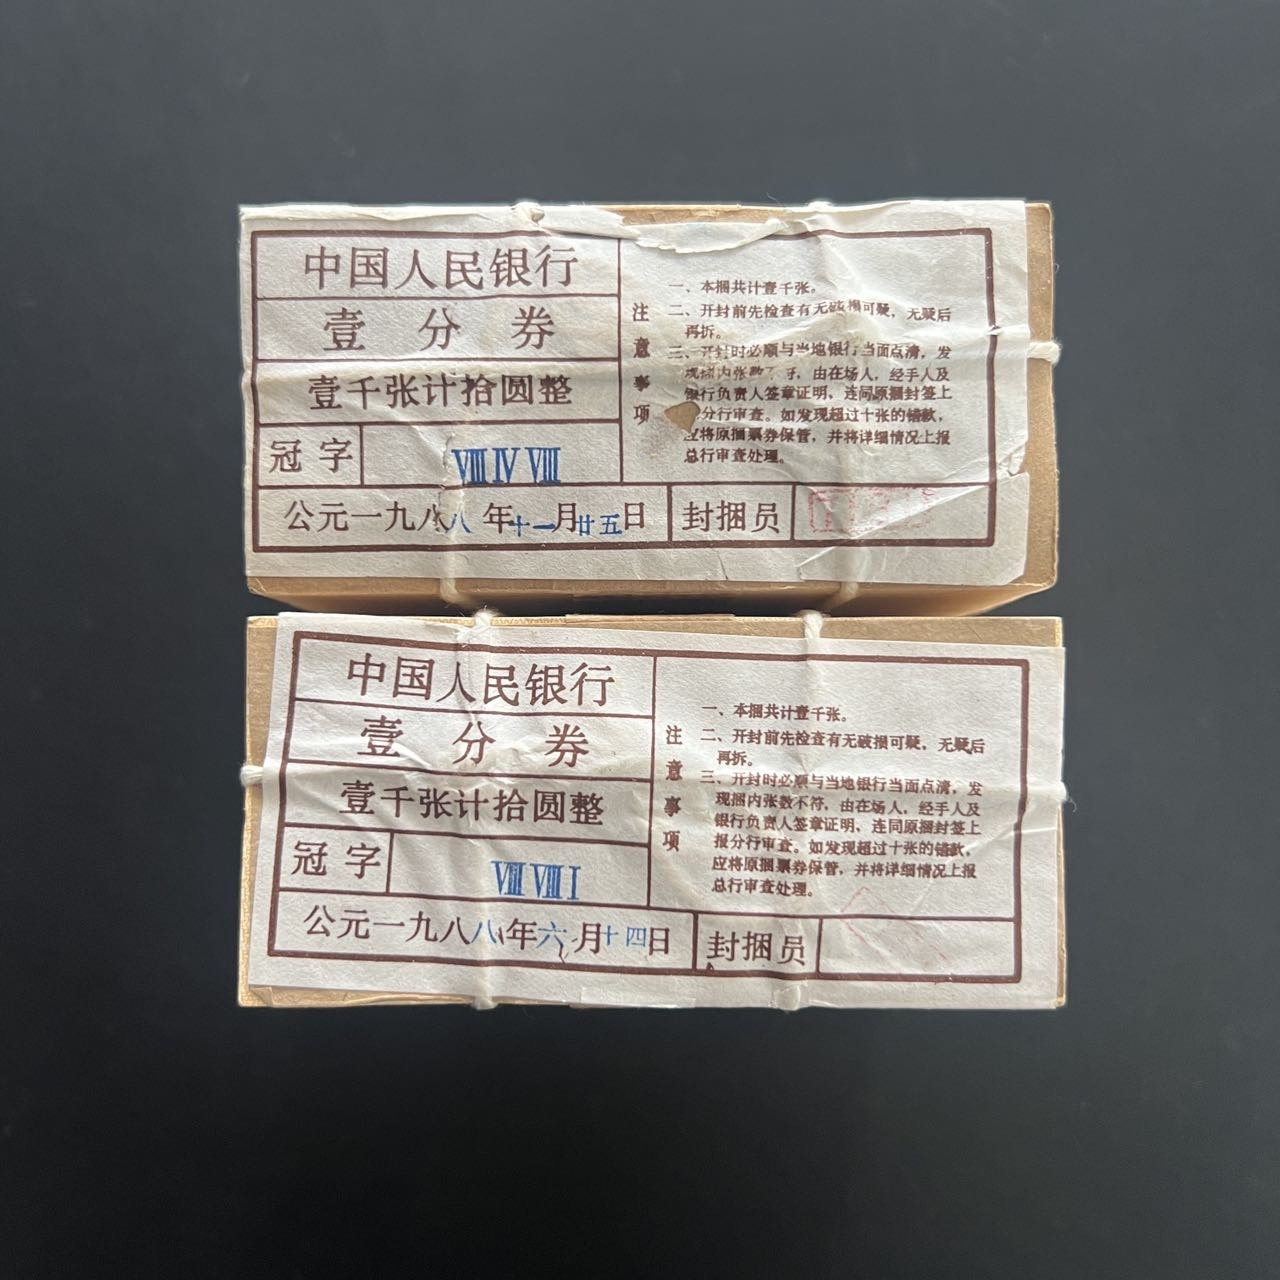 中国人民银行
壹分券
壹千张计拾圆整
冠字 ⅧⅣⅧ
公元一九八八年十一月廿五日 封捆员
注意事项
一、本捆共计壹千张。
二、开封前先检查有无破损可疑，无疑后
再拆。
三、开封时必顺与当地银行当面点清，发
现捆内张数不符，由在场人，经手人及
银行负责人签章证明，连同原捆封签上
分行审查。如发现超过十张的错款，
应将原捆票券保管，并将详细情况上报
总行审查处理。
中国人民银行
壹分券
壹千张计拾圆整
冠字 ⅧⅧⅠ
公元一九八八年六月十四日 封捆员
注意事项
一、本捆共计壹千张。
二、开封前先检查有无破损可疑，无疑后
再拆。
三、开封时必顺与当地银行当面点清，发
现捆内张数不符，由在场人，经手人及
银行负责人签章证明，连同原捆封签上
报分行审查。如发现超过十张的错款，
应将原捆票券保管，并将详细情况上报
总行审查处理。